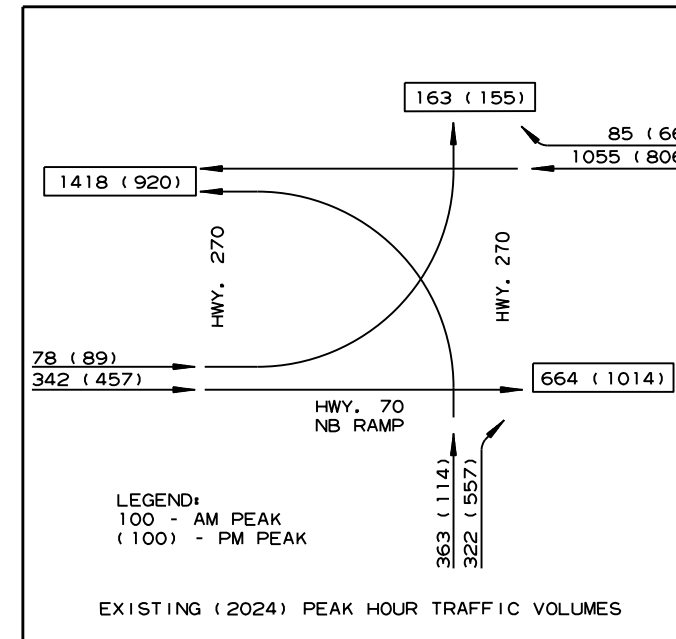 163 (155)
85 (66
1055 (806
1418 (920)
HWY. 270
HWY. 270
78 (89)
342 (457)
664 (1014)
HWY. 70
NB RAMP
363 (114)
322 (557)
LEGEND:
100 - AM PEAK
(100) - PM PEAK
EXISTING (2024) PEAK HOUR TRAFFIC VOLUMES